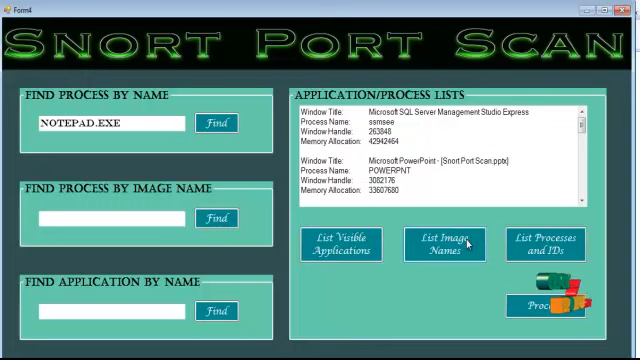 Form4
SNORT PORT SCAN
FIND PROCESS BY NAME
NOTEPAD.EXE
Find
FIND PROCESS BY IMAGE NAME
Find
FIND APPLICATION BY NAME
Find
APPLICATION/PROCESS LISTS
Window Title: Microsoft SQL Server Management Studio Express
Process Name: ssmsee
Window Handle: 263848
Memory Allocation: 42942464
Window Title: Microsoft PowerPoint - [Snort Port Scan.pptx]
Process Name: POWERPNT
Window Handle: 3082176
Memory Allocation: 33607680
List Visible
Applications
List Image
Names
List Processes
and IDs